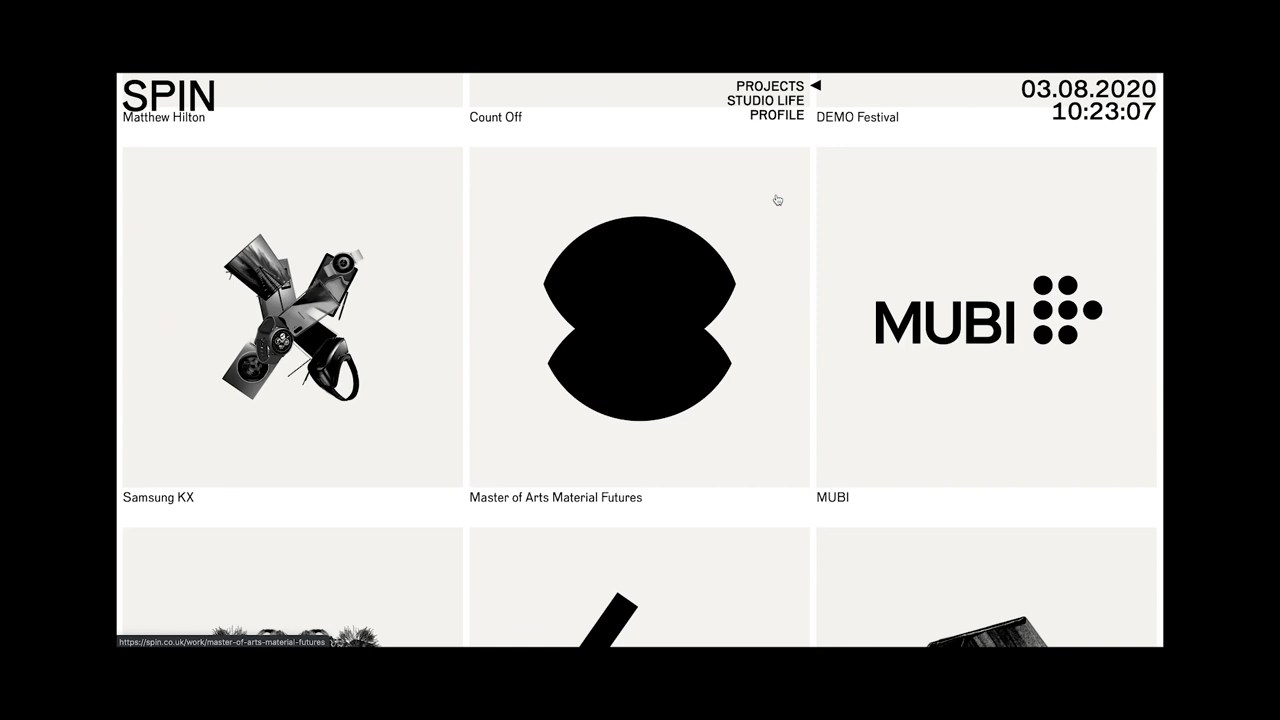 SPIN
PROJECTS ◀
STUDIO LIFE
PROFILE
03.08.2020
10:23:07
Matthew Hilton
Count Off
DEMO Festival
MUBI
Samsung KX
Master of Arts Material Futures
MUBI
https://spin.co.uk/work/master-of-arts-material-futures